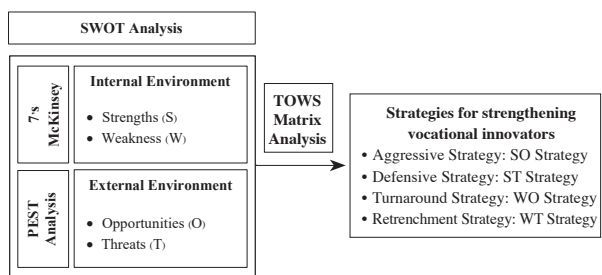 SWOT Analysis
7's
McKinsey
Internal Environment
• Strengths (S)
• Weakness (W)
PEST
Analysis
External Environment
• Opportunities (O)
• Threats (T)
TOWS
Matrix
Analysis
Strategies for strengthening
vocational innovators
• Aggressive Strategy: SO Strategy
• Defensive Strategy: ST Strategy
• Turnaround Strategy: WO Strategy
• Retrenchment Strategy: WT Strategy